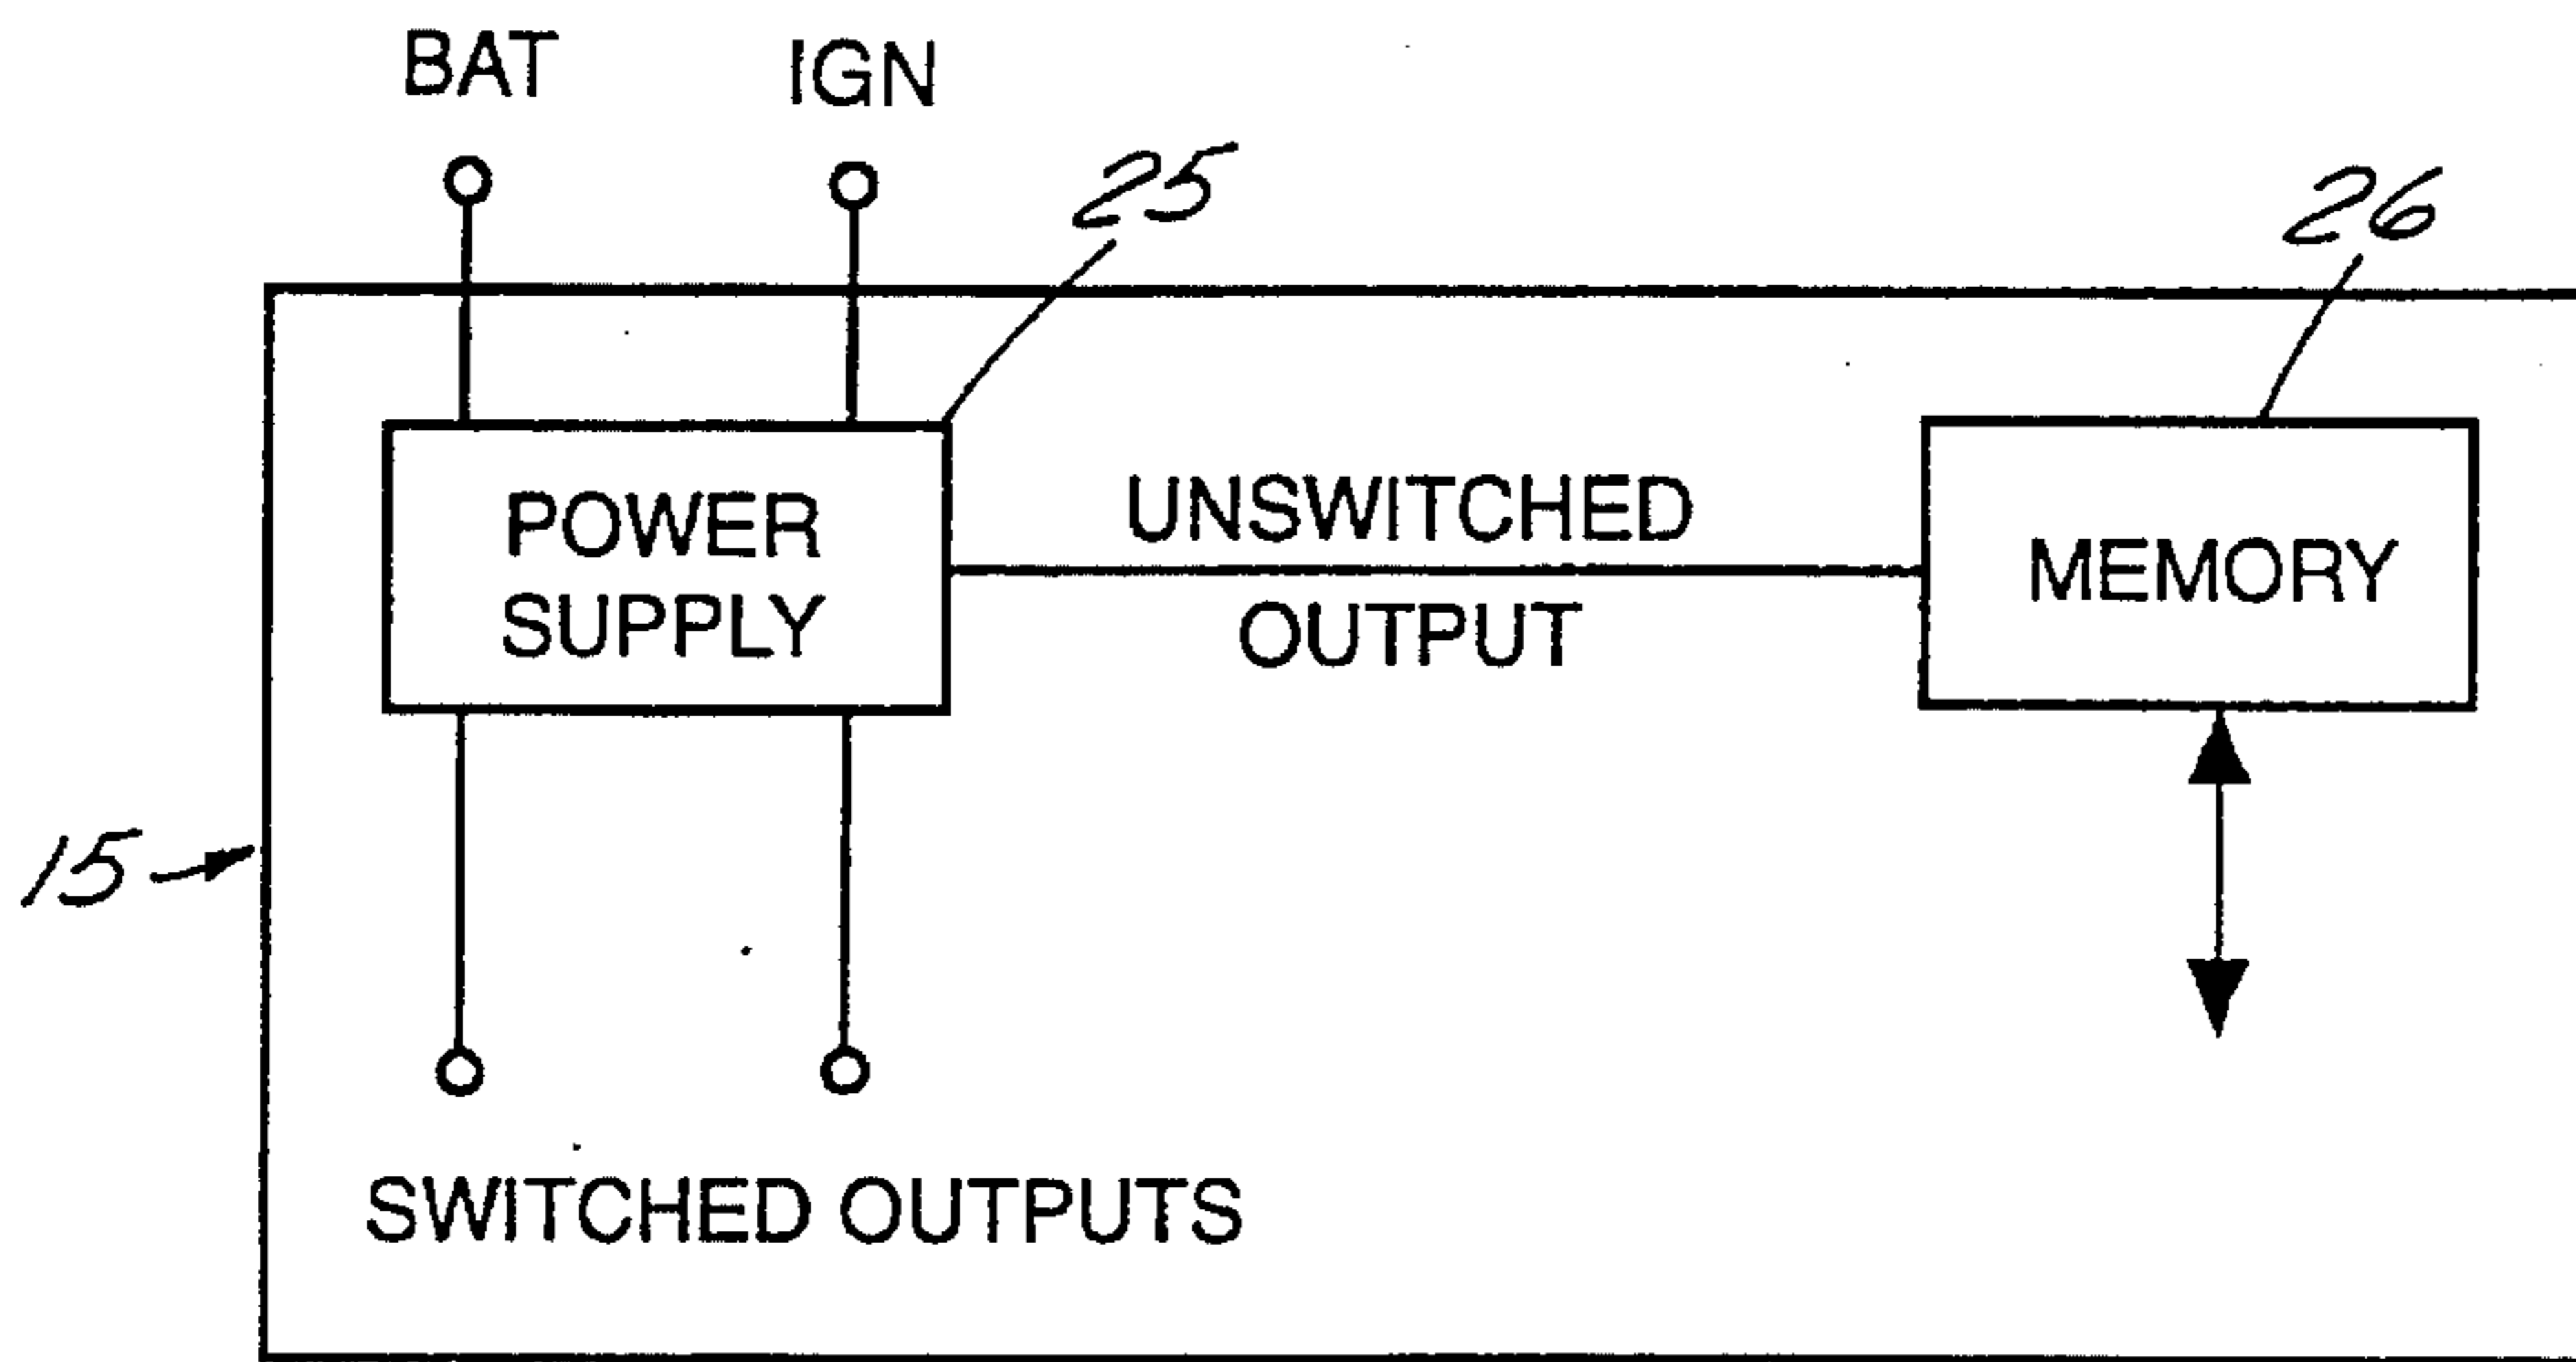 BAT
IGN
25
26
POWER
SUPPLY
UNSWITCHED
OUTPUT
MEMORY
15
SWITCHED OUTPUTS